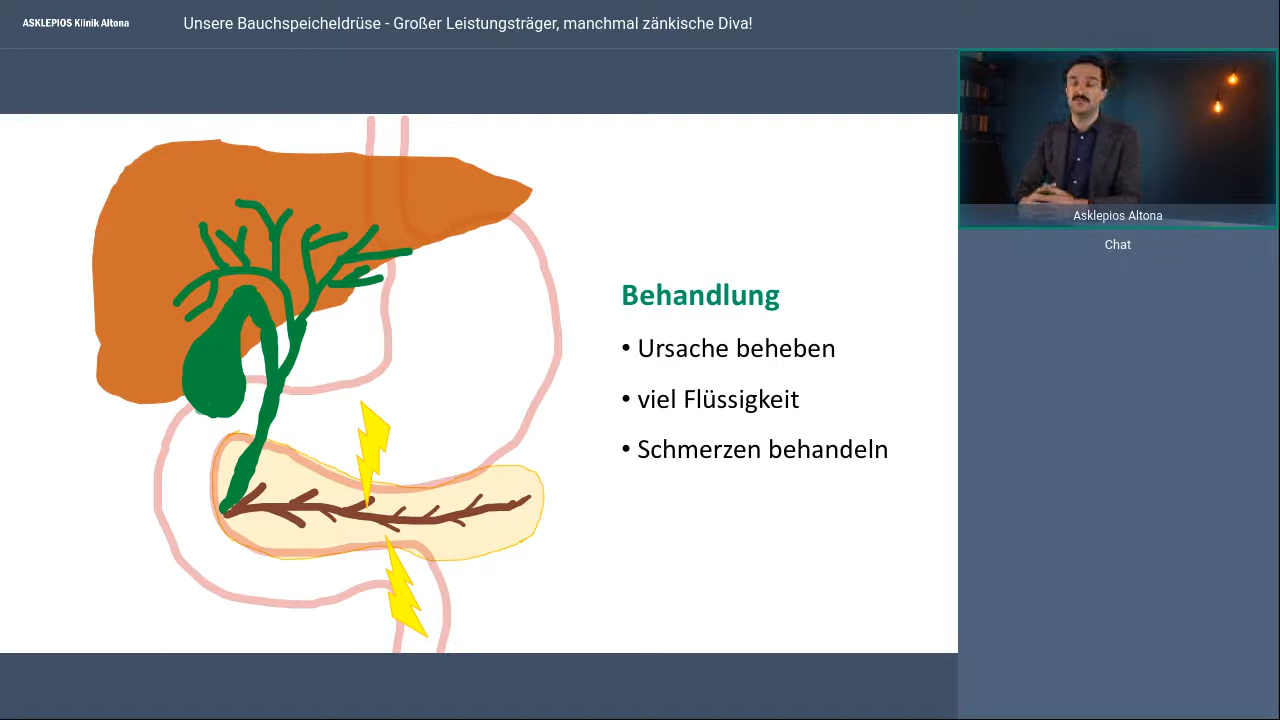 ASKLEPIOS Klinik Altona
Unsere Bauchspeicheldrüse - Großer Leistungsträger, manchmal zänkische Diva!
Asklepios Altona
Chat
Behandlung
• Ursache beheben
• viel Flüssigkeit
• Schmerzen behandeln